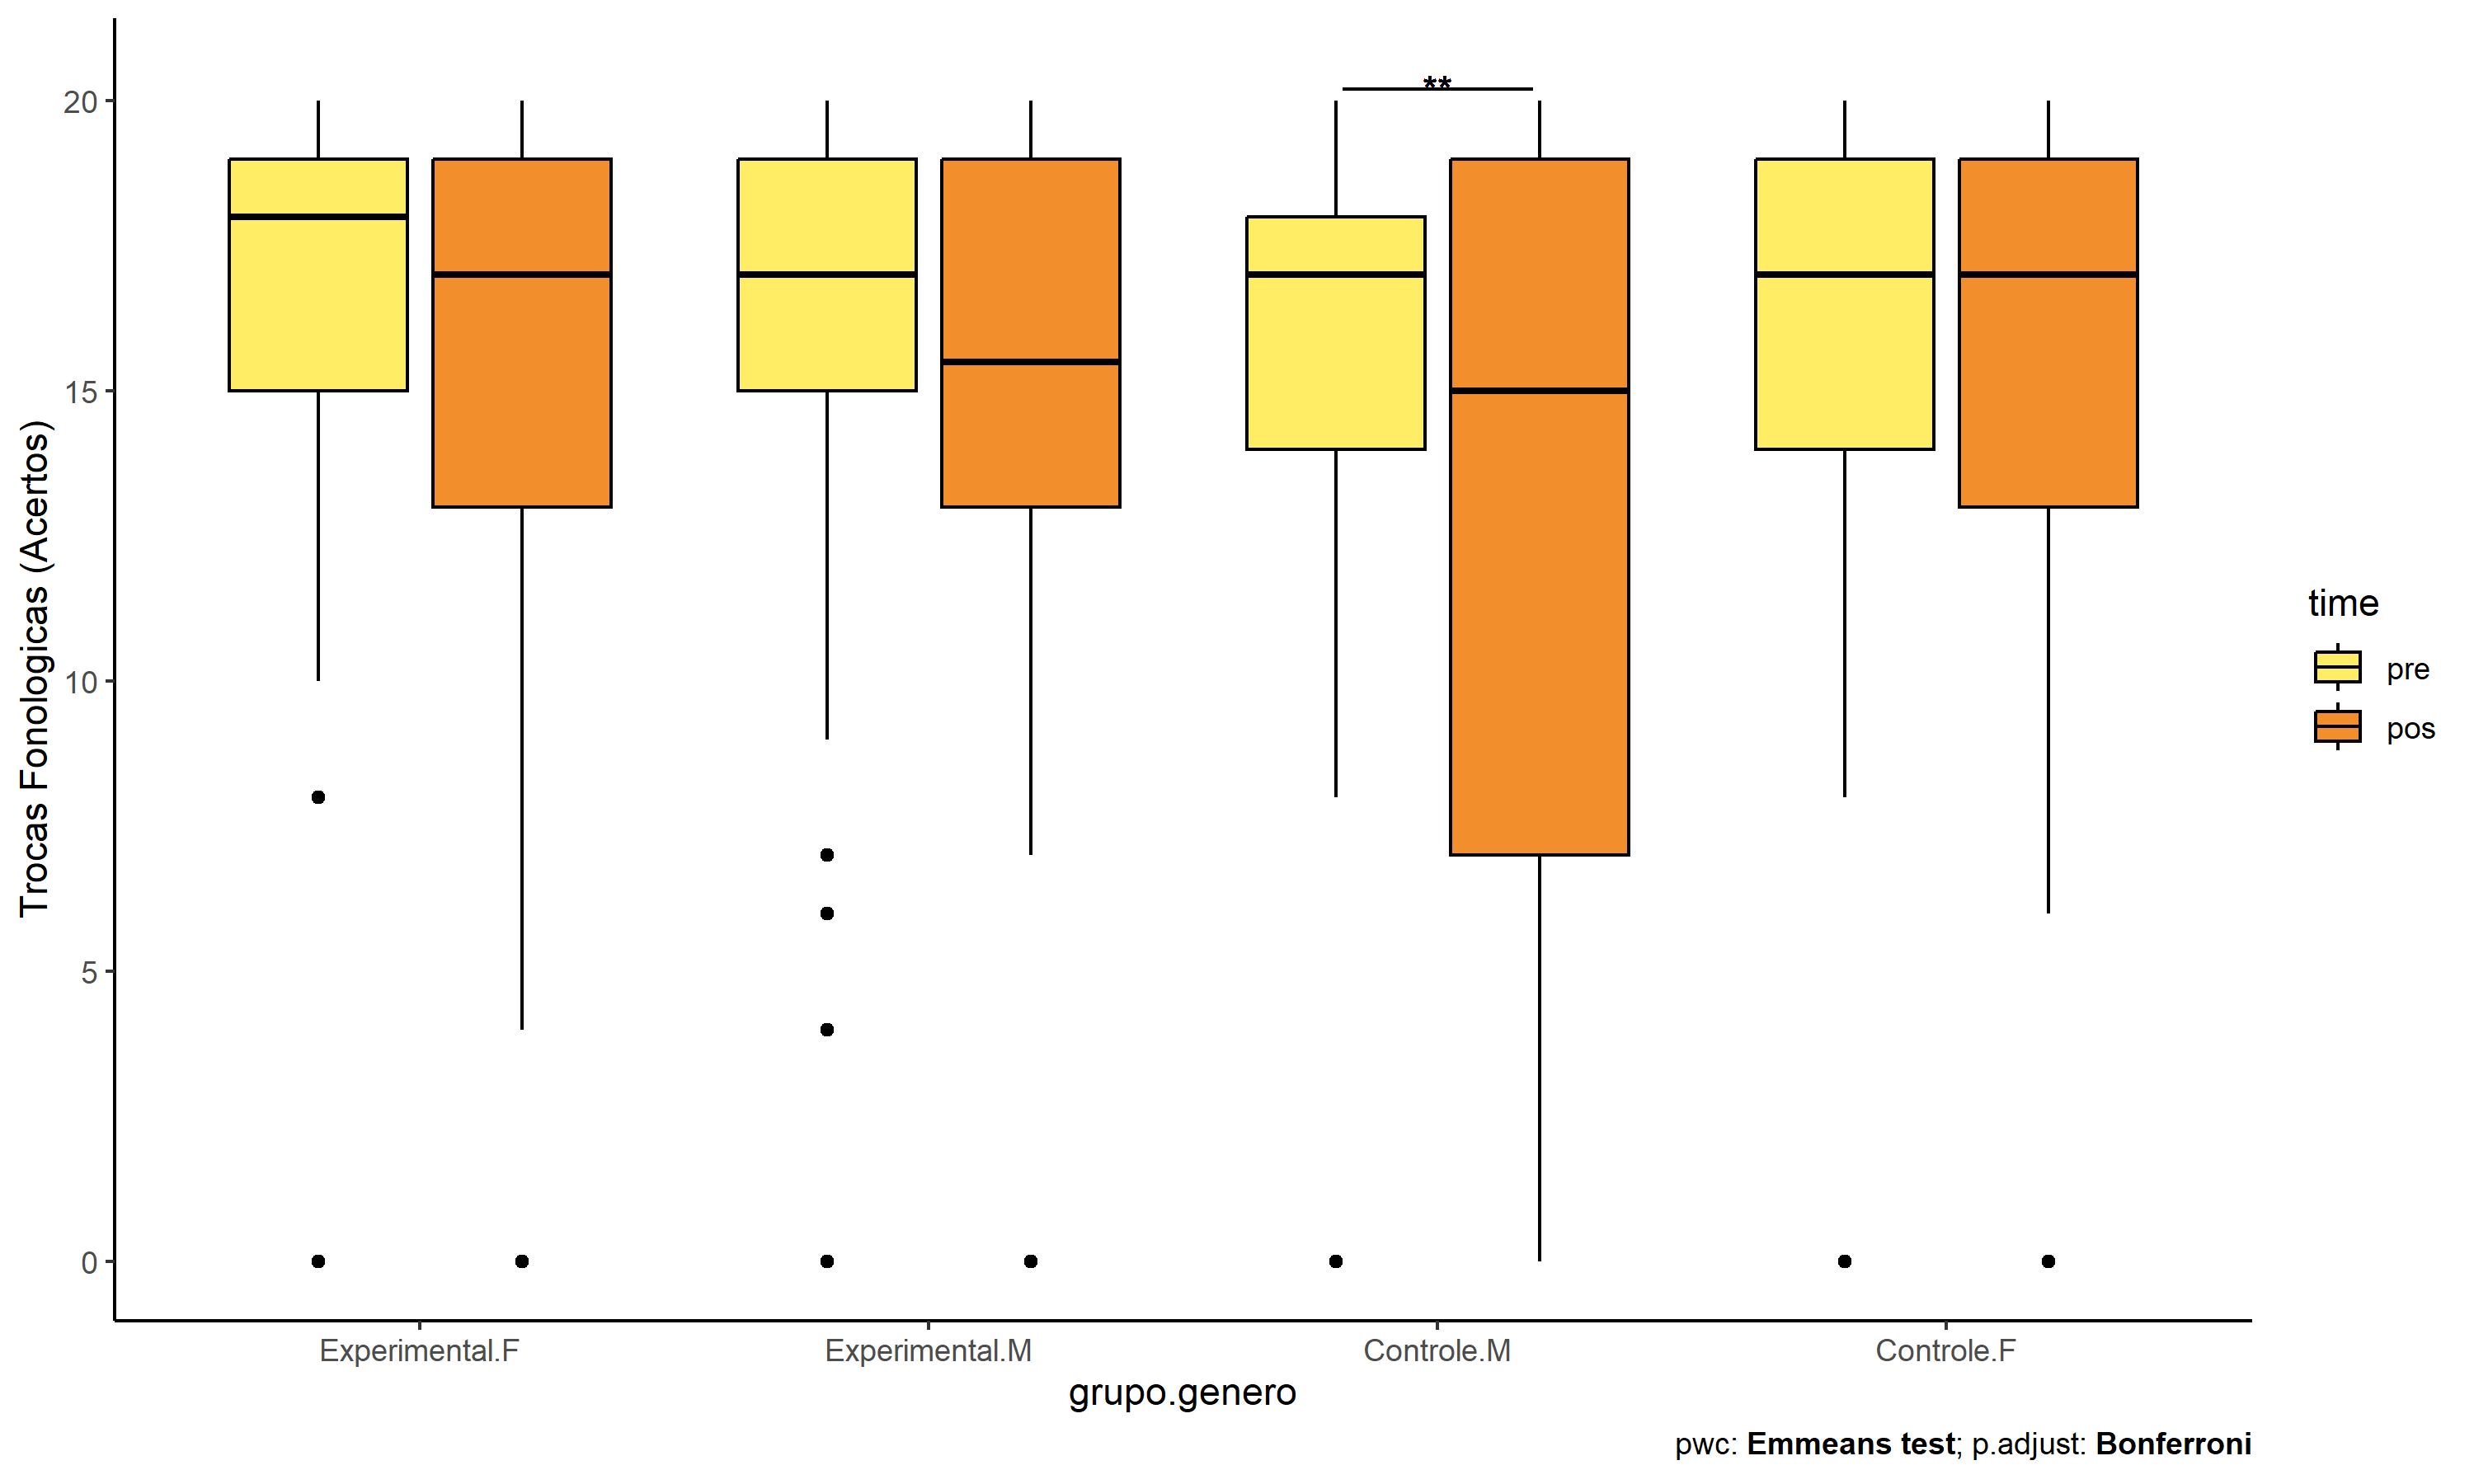 **
20
15
10
5
0
Trocas Fonologicas (Acertos)
Experimental.F
Experimental.M
Controle.M
Controle.F
grupo.genero
time
pre
pos
pwc: Emmeans test; p.adjust: Bonferroni